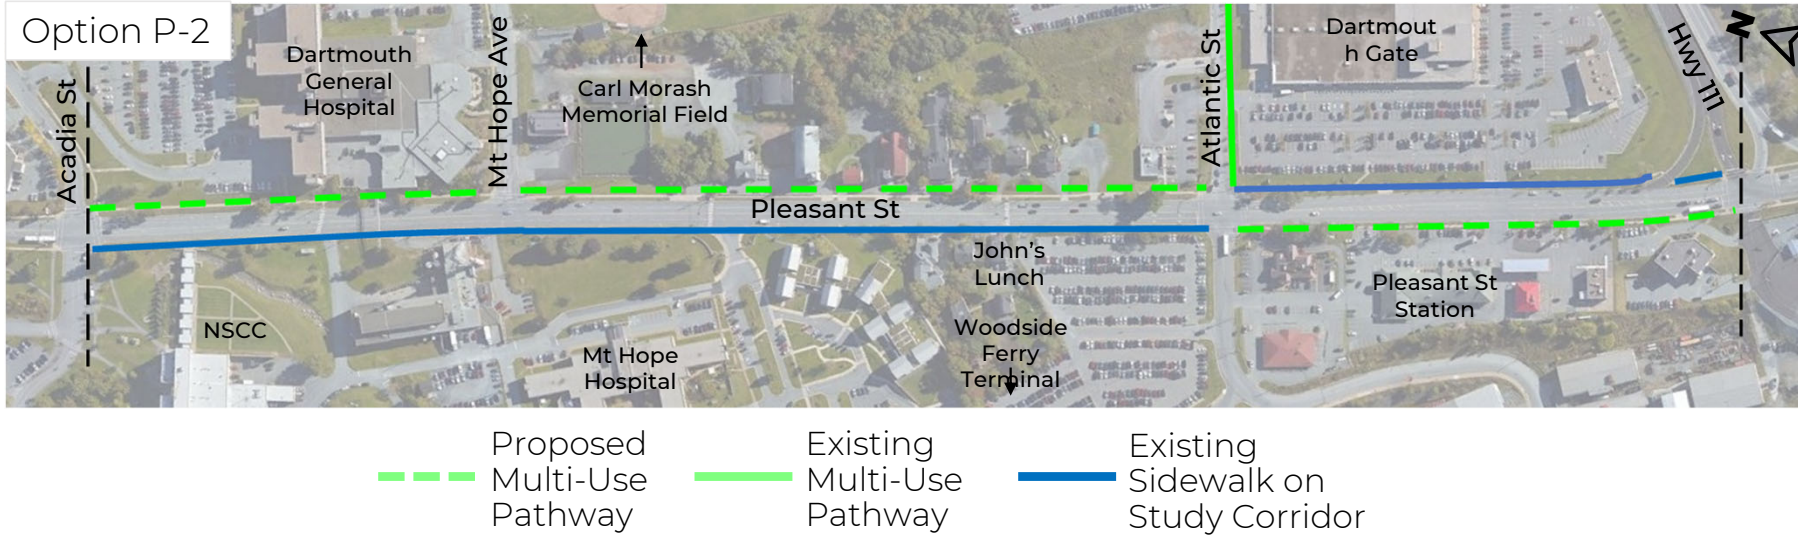 Option P-2
Acadia St
Dartmouth
General
Hospital
Mt Hope Ave
Carl Morash
Memorial Field
Atlantic St
Dartmout
h Gate
Hwy 111
N
Pleasant St
NSCC
Mt Hope
Hospital
John's
Lunch
Woodside
Ferry
Terminal
Pleasant St
Station
Proposed
Multi-Use
Pathway
Existing
Multi-Use
Pathway
Existing
Sidewalk on
Study Corridor